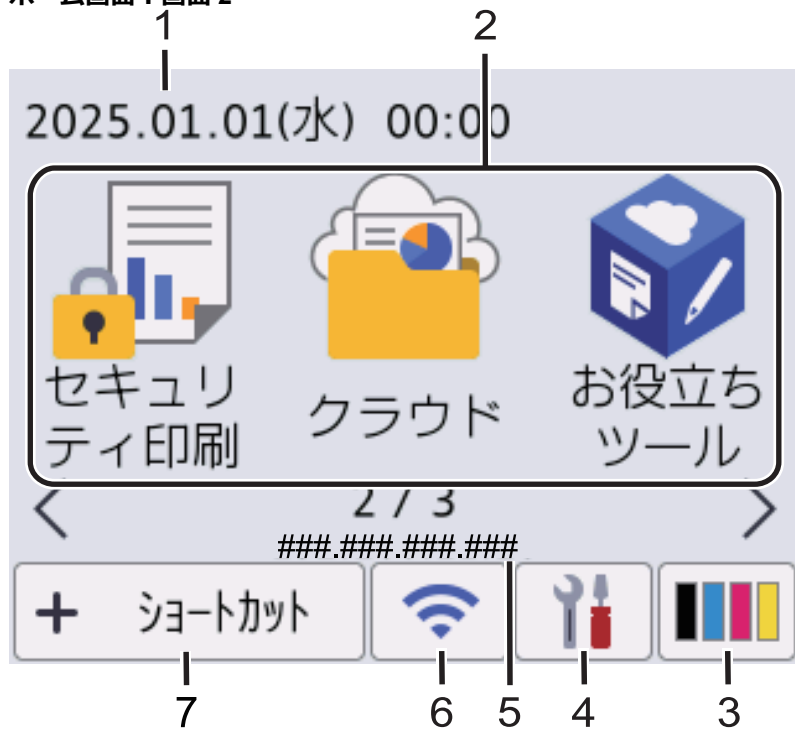 1
2
2025.01.01(水) 00:00
セキュリ
ティ印刷
クラウド
お役立ち
ツール
< 2 / 3 >
###.###.###.###
+ ショートカット
7
6
5
4
3